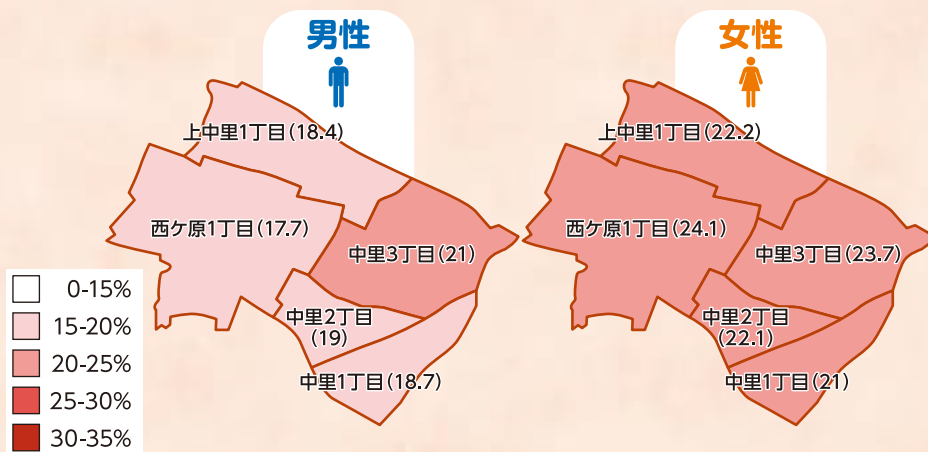 男性
上中里1丁目(18.4)
西ケ原1丁目(17.7)
中里3丁目(21)
中里2丁目
(19)
中里1丁目(18.7)
女性
上中里1丁目(22.2)
西ケ原1丁目(24.1)
中里3丁目(23.7)
中里2丁目
(22.1)
中里1丁目(21)
0-15%
15-20%
20-25%
25-30%
30-35%